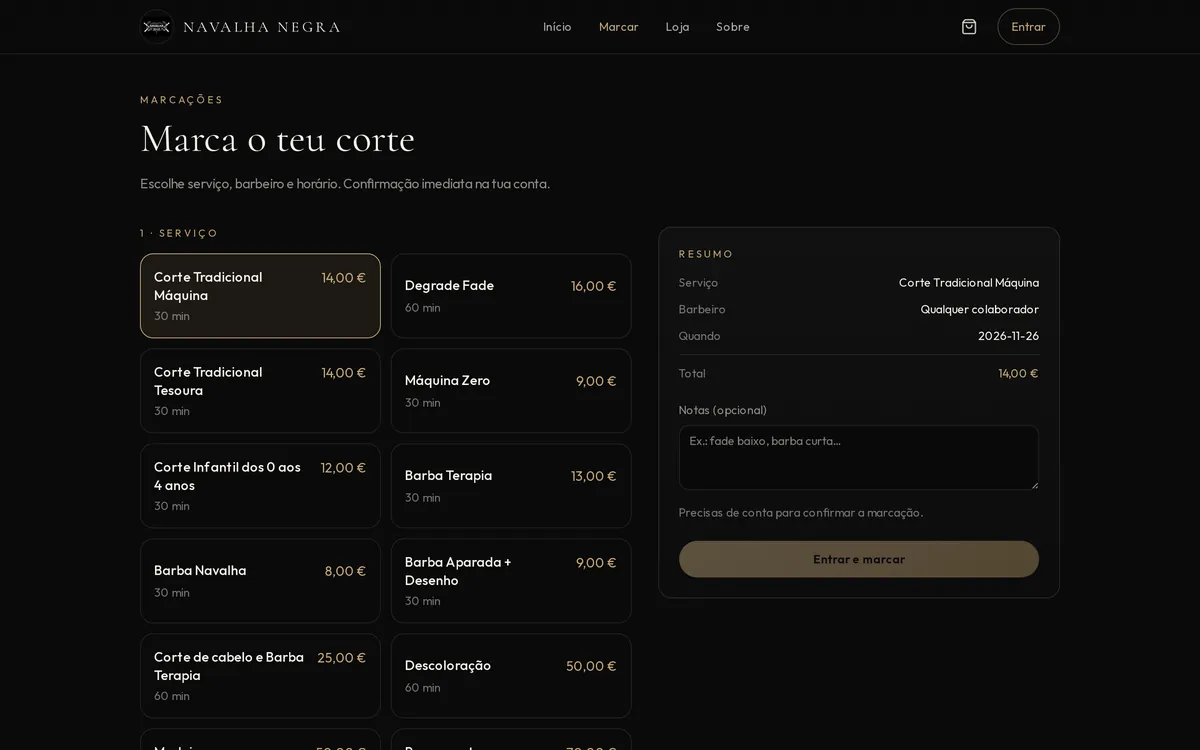 NAVALHA NEGRA
Início
Marcar
Loja
Sobre
Entrar
MARCAÇÕES
Marca o teu corte
Escolhe serviço, barbeiro e horário. Confirmação imediata na tua conta.
1 · SERVIÇO
Corte Tradicional
Máquina
14,00 €
30 min
Degrade Fade
16,00 €
60 min
Corte Tradicional
Tesoura
14,00 €
30 min
Máquina Zero
9,00 €
30 min
Corte Infantil dos 0 aos
4 anos
12,00 €
30 min
Barba Terapia
13,00 €
30 min
Barba Navalha
8,00 €
30 min
Barba Aparada +
Desenho
9,00 €
30 min
Corte de cabelo e Barba
Terapia
25,00 €
60 min
Descoloração
50,00 €
60 min
RESUMO
Serviço
Corte Tradicional Máquina
Barbeiro
Qualquer colaborador
Quando
2026-11-26
Total
14,00 €
Notas (opcional)
Ex.: fade baixo, barba curta...
Precisas de conta para confirmar a marcação.
Entrar e marcar